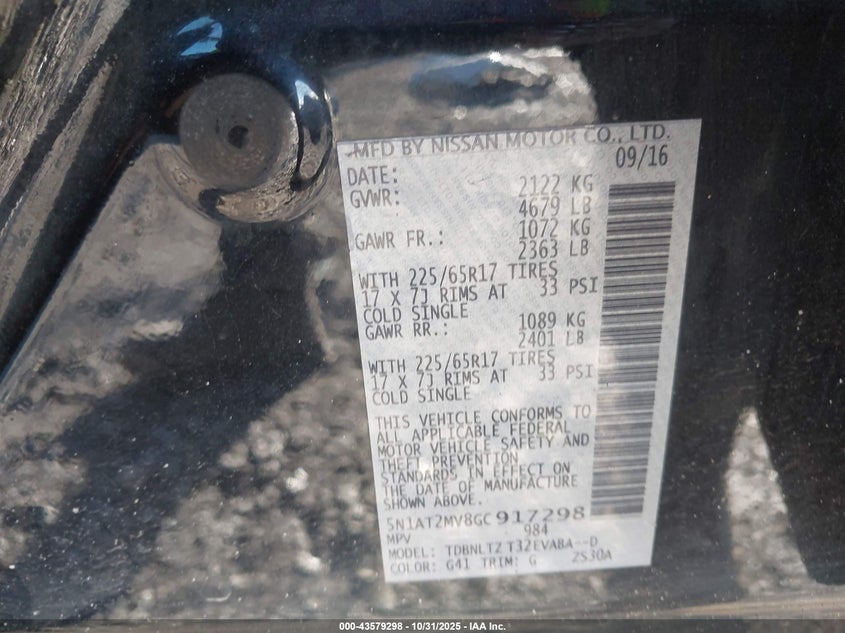 MFD BY NISSAN MOTOR CO., LTD.
DATE: 09/16
GVWR: 2122 KG
4679 LB
GAWR FR.: 1072 KG
2363 LB
WITH 225/65R17 TIRES
17 X 7J RIMS AT 33 PSI
COLD SINGLE
GAWR RR.: 1089 KG
2401 LB
WITH 225/65R17 TIRES
17 X 7J RIMS AT 33 PSI
COLD SINGLE
THIS VEHICLE CONFORMS TO
ALL APPLICABLE FEDERAL
MOTOR VEHICLE SAFETY AND
THEFT PREVENTION
STANDARDS IN EFFECT ON
THE DATE OF MANUFACTURE
SHOWN ABOVE.
5N1AT2MV8GC917298
MPV 984
MODEL: TDBNLTZ T32EVABA--D
COLOR: G41 TRIM: G 2S30A
000-43579298 - 10/31/2025 - IAA Inc.